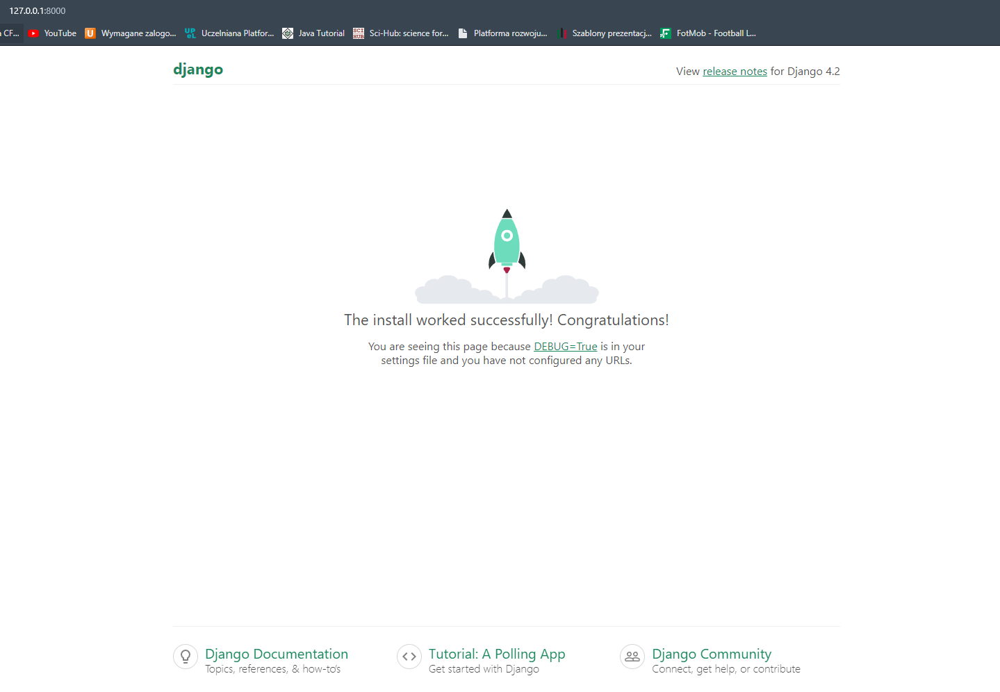 127.0.0.1:8000
a CF...
YouTube
U
Wymagane zalogo...
UP
eL
Uczelniana Platfor...
Java Tutorial
SCI
HUB
Sci-Hub: science for...
Platforma rozwoju...
Szablony prezentacj...
FotMob - Football L...
django
View release notes for Django 4.2
The install worked successfully! Congratulations!
You are seeing this page because DEBUG=True is in your
settings file and you have not configured any URLs.
Django Documentation
Topics, references, & how-to's
Tutorial: A Polling App
Get started with Django
Django Community
Connect, get help, or contribute